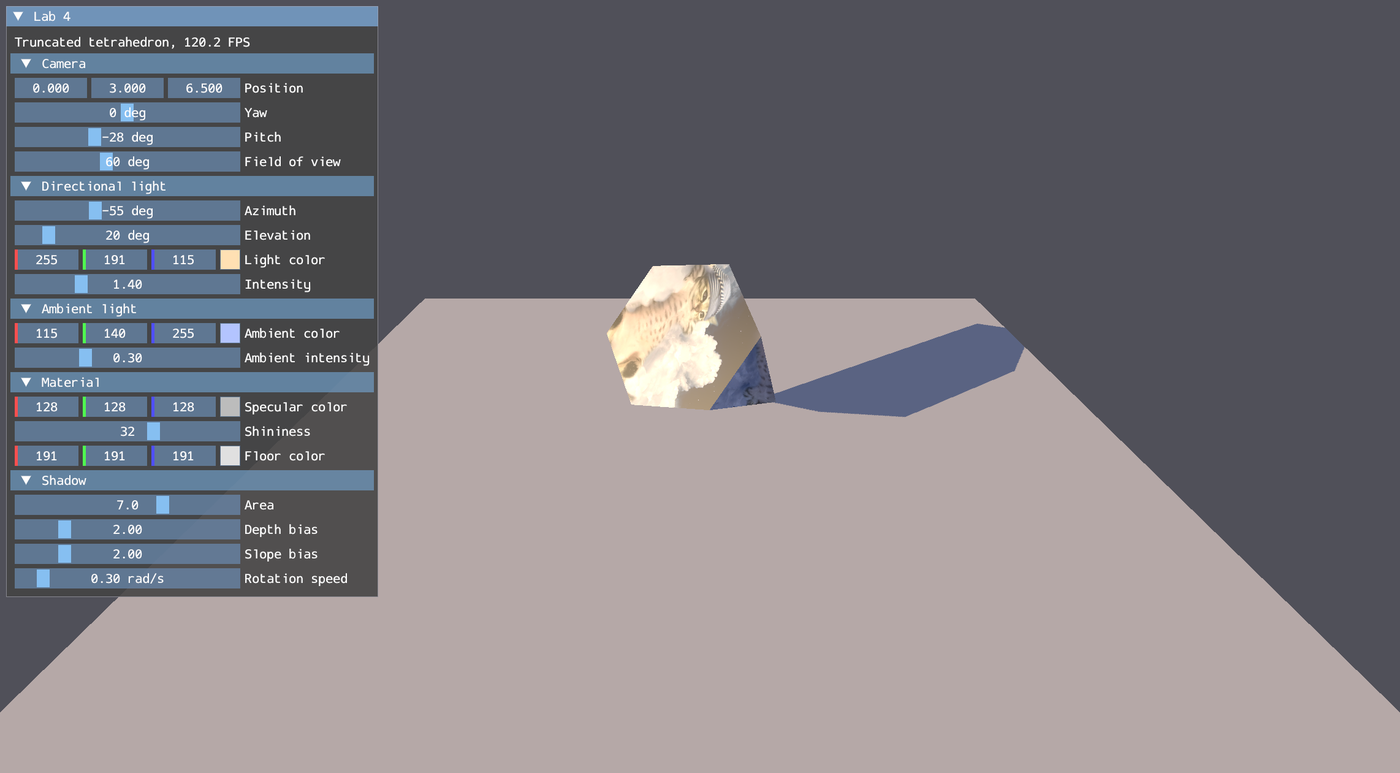 Lab 4
Truncated tetrahedron, 120.2 FPS
Camera
0.000 3.000 6.500 Position
0 deg Yaw
-28 deg Pitch
60 deg Field of view
Directional light
-55 deg Azimuth
20 deg Elevation
255 191 115 Light color
1.40 Intensity
Ambient light
115 140 255 Ambient color
0.30 Ambient intensity
Material
128 128 128 Specular color
32 Shininess
191 191 191 Floor color
Shadow
7.0 Area
2.00 Depth bias
2.00 Slope bias
0.30 rad/s Rotation speed